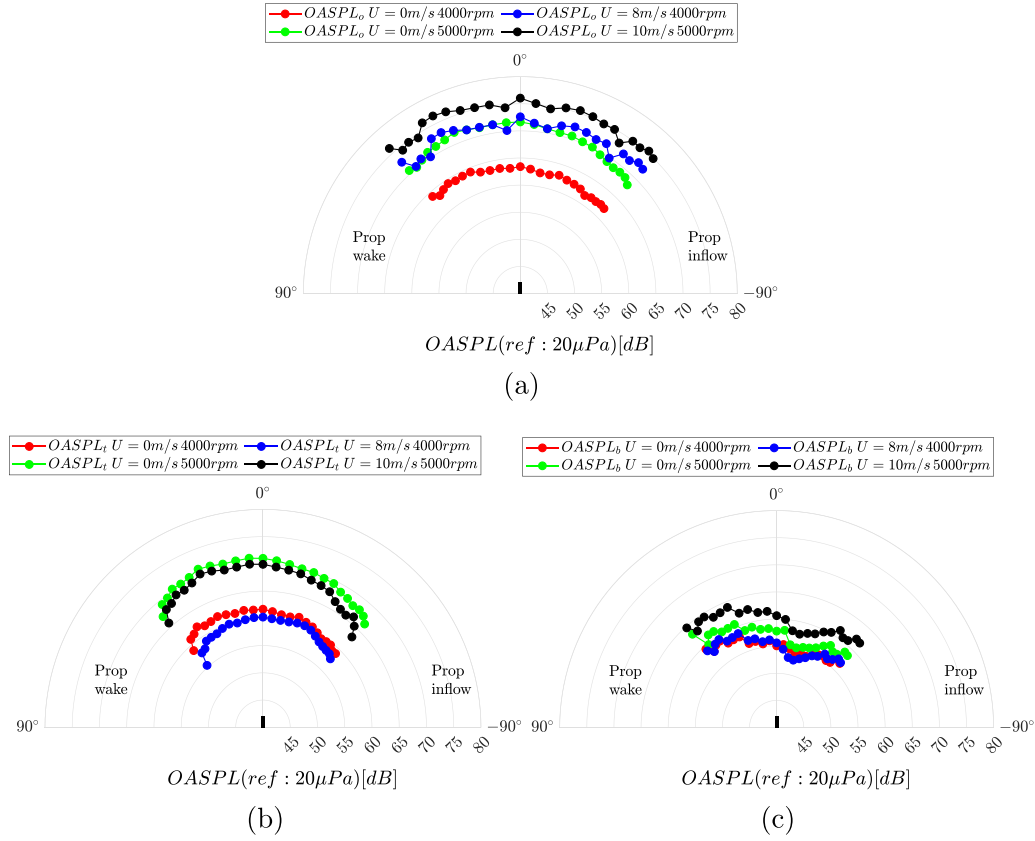 OASPL_o U = 0m/s 4000rpm OASPL_o U = 8m/s 4000rpm
OASPL_o U = 0m/s 5000rpm OASPL_o U = 10m/s 5000rpm
0°
Prop
wake
Prop
inflow
90°
−90°
45 50 55 60 65 70 75 80
OASPL(ref : 20μPa)[dB]
(a)
OASPL_t U = 0m/s 4000rpm OASPL_t U = 8m/s 4000rpm
OASPL_t U = 0m/s 5000rpm OASPL_t U = 10m/s 5000rpm
0°
Prop
wake
Prop
inflow
90°
−90°
45 50 55 60 65 70 75 80
OASPL(ref : 20μPa)[dB]
(b)
OASPL_b U = 0m/s 4000rpm OASPL_b U = 8m/s 4000rpm
OASPL_b U = 0m/s 5000rpm OASPL_b U = 10m/s 5000rpm
0°
Prop
wake
Prop
inflow
90°
−90°
45 50 55 60 65 70 75 80
OASPL(ref : 20μPa)[dB]
(c)